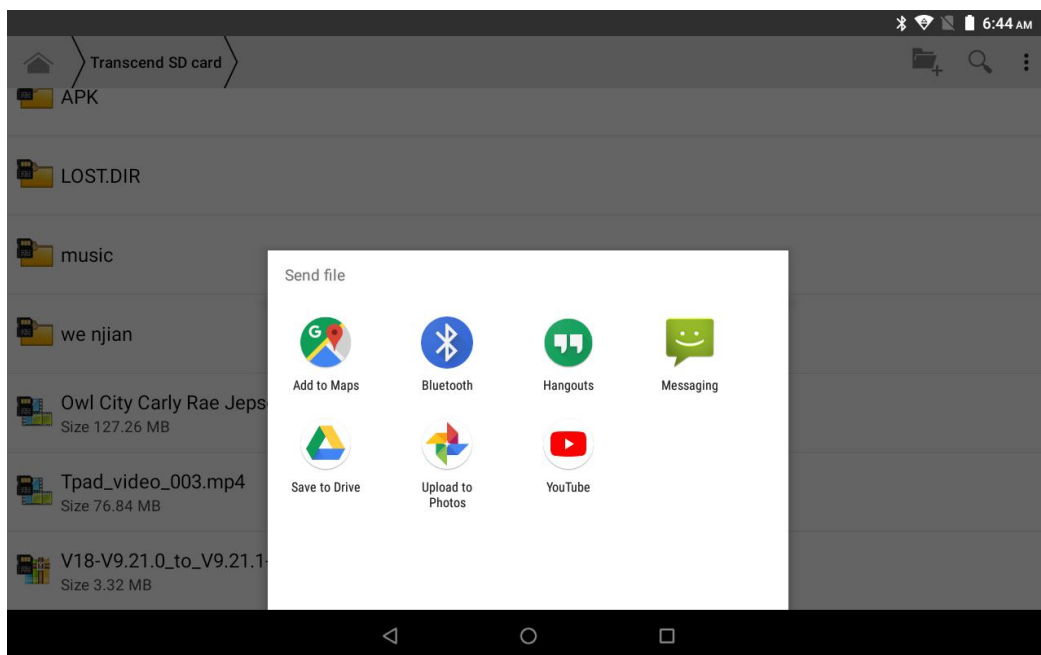 6:44 AM
Transcend SD card
APK
LOST.DIR
music
we njian
Owl City Carly Rae Jeps
Size 127.26 MB
Tpad_video_003.mp4
Size 76.84 MB
V18-V9.21.0_to_V9.21.1-
Size 3.32 MB
Send file
Add to Maps
Bluetooth
Hangouts
Messaging
Save to Drive
Upload to
Photos
YouTube